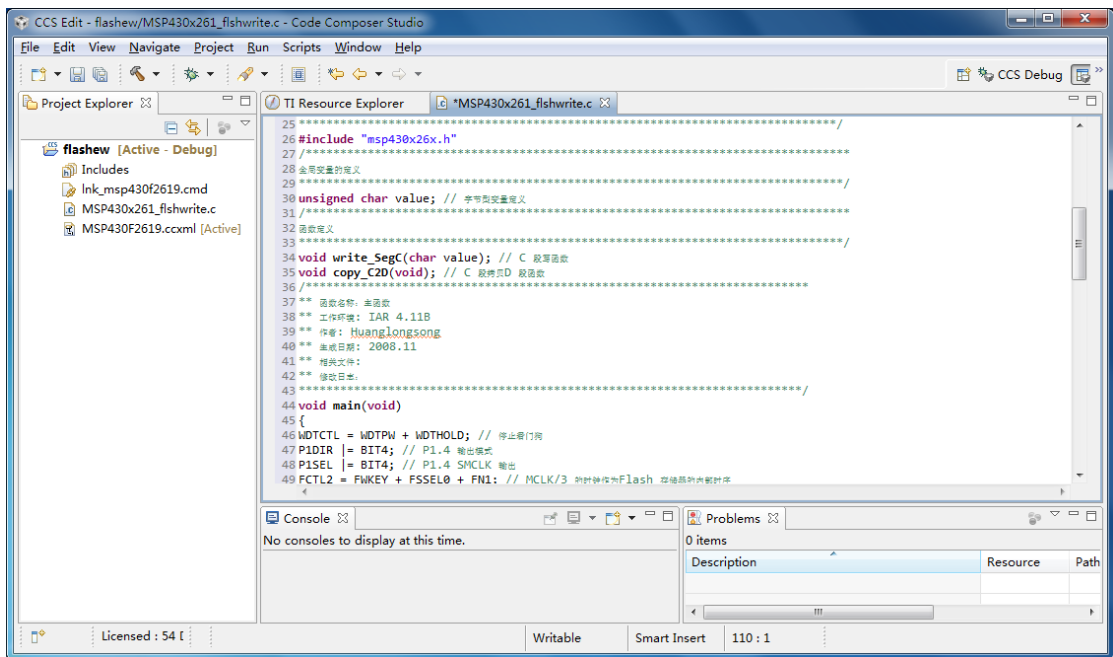 CCS Edit - flashew/MSP430x261_flshwrite.c - Code Composer Studio
File Edit View Navigate Project Run Scripts Window Help
CCS Debug
Project Explorer
TI Resource Explorer
*MSP430x261_flshwrite.c
flashew [Active - Debug]
Includes
lnk_msp430f2619.cmd
MSP430x261_flshwrite.c
MSP430F2619.ccxml [Active]
25 ******************************************************************************/
26 #include "msp430x26x.h"
27 /*******************************************************************************
28 全局变量的定义
29 *******************************************************************************/
30 unsigned char value; // 字节型变量定义
31 /*******************************************************************************
32 函数定义
33 *******************************************************************************/
34 void write_SegC(char value); // C 段写函数
35 void copy_C2D(void); // C 段拷贝D 段函数
36 /*************************************************************************
37 ** 函数名称: 主函数
38 ** 工作环境: IAR 4.11B
39 ** 作者: Huanglongsong
40 ** 生成日期: 2008.11
41 ** 相关文件:
42 ** 修改日志:
43 *************************************************************************/
44 void main(void)
45 {
46 WDTCTL = WDTPW + WDTHOLD; // 停止看门狗
47 P1DIR |= BIT4; // P1.4 输出模式
48 P1SEL |= BIT4; // P1.4 SMCLK 输出
49 FCTL2 = FWKEY + FSSEL0 + FN1; // MCLK/3 的时钟作为Flash 存储器的内部时序
Console
No consoles to display at this time.
Problems
0 items
Description Resource Path
Licensed : 54
Writable Smart Insert 110 : 1